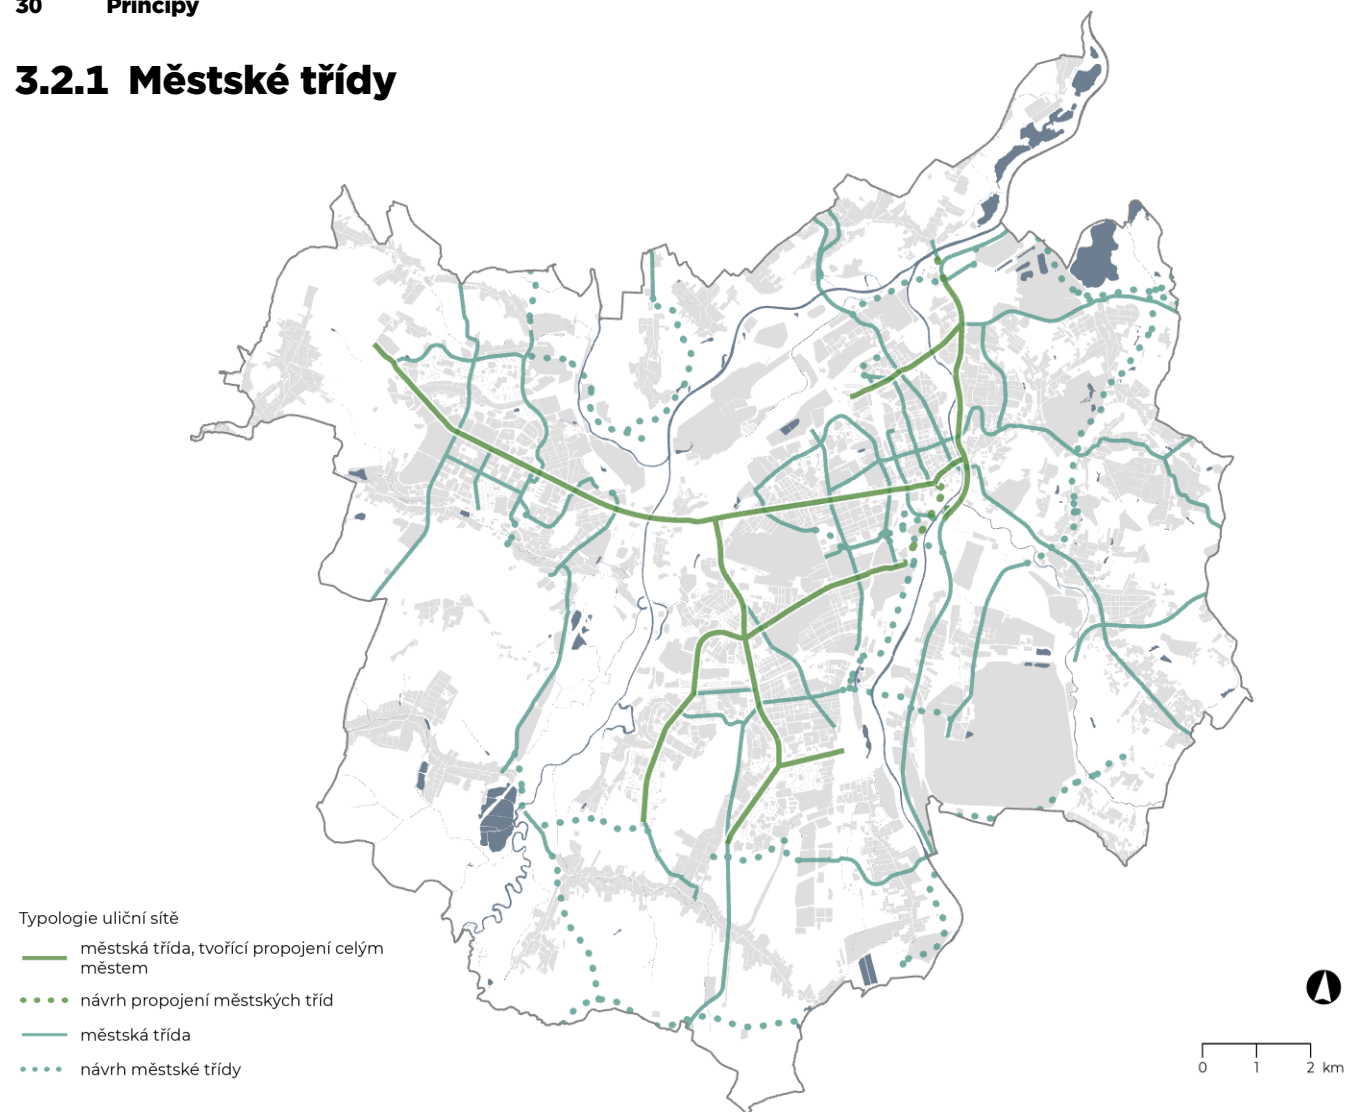 30 Principy
3.2.1 Městské třídy
Typologie uliční sítě
městská třída, tvořící propojení celým
městem
návrh propojení městských tříd
městská třída
návrh městské třídy
0 1 2 km